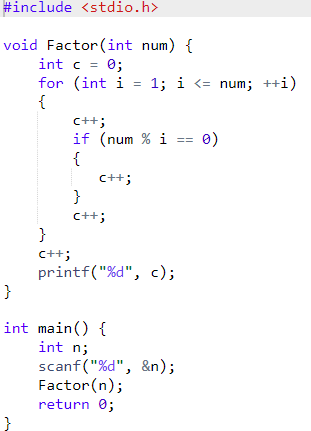 #include <stdio.h>
void Factor(int num) {
int c = 0;
for (int i = 1; i <= num; ++i)
{
c++;
if (num % i == 0)
{
c++;
}
c++;
}
c++;
printf("%d", c);
}
int main() {
int n;
scanf("%d", &n);
Factor(n);
return 0;
}